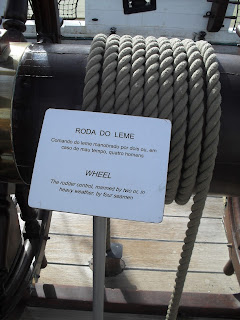 RODA DO LEME
Comando do leme manobrado por dois ou, em
caso de mau tempo, quatro homens
WHEEL
The rudder control, manned by two or, in
heavy weather, by four seamen